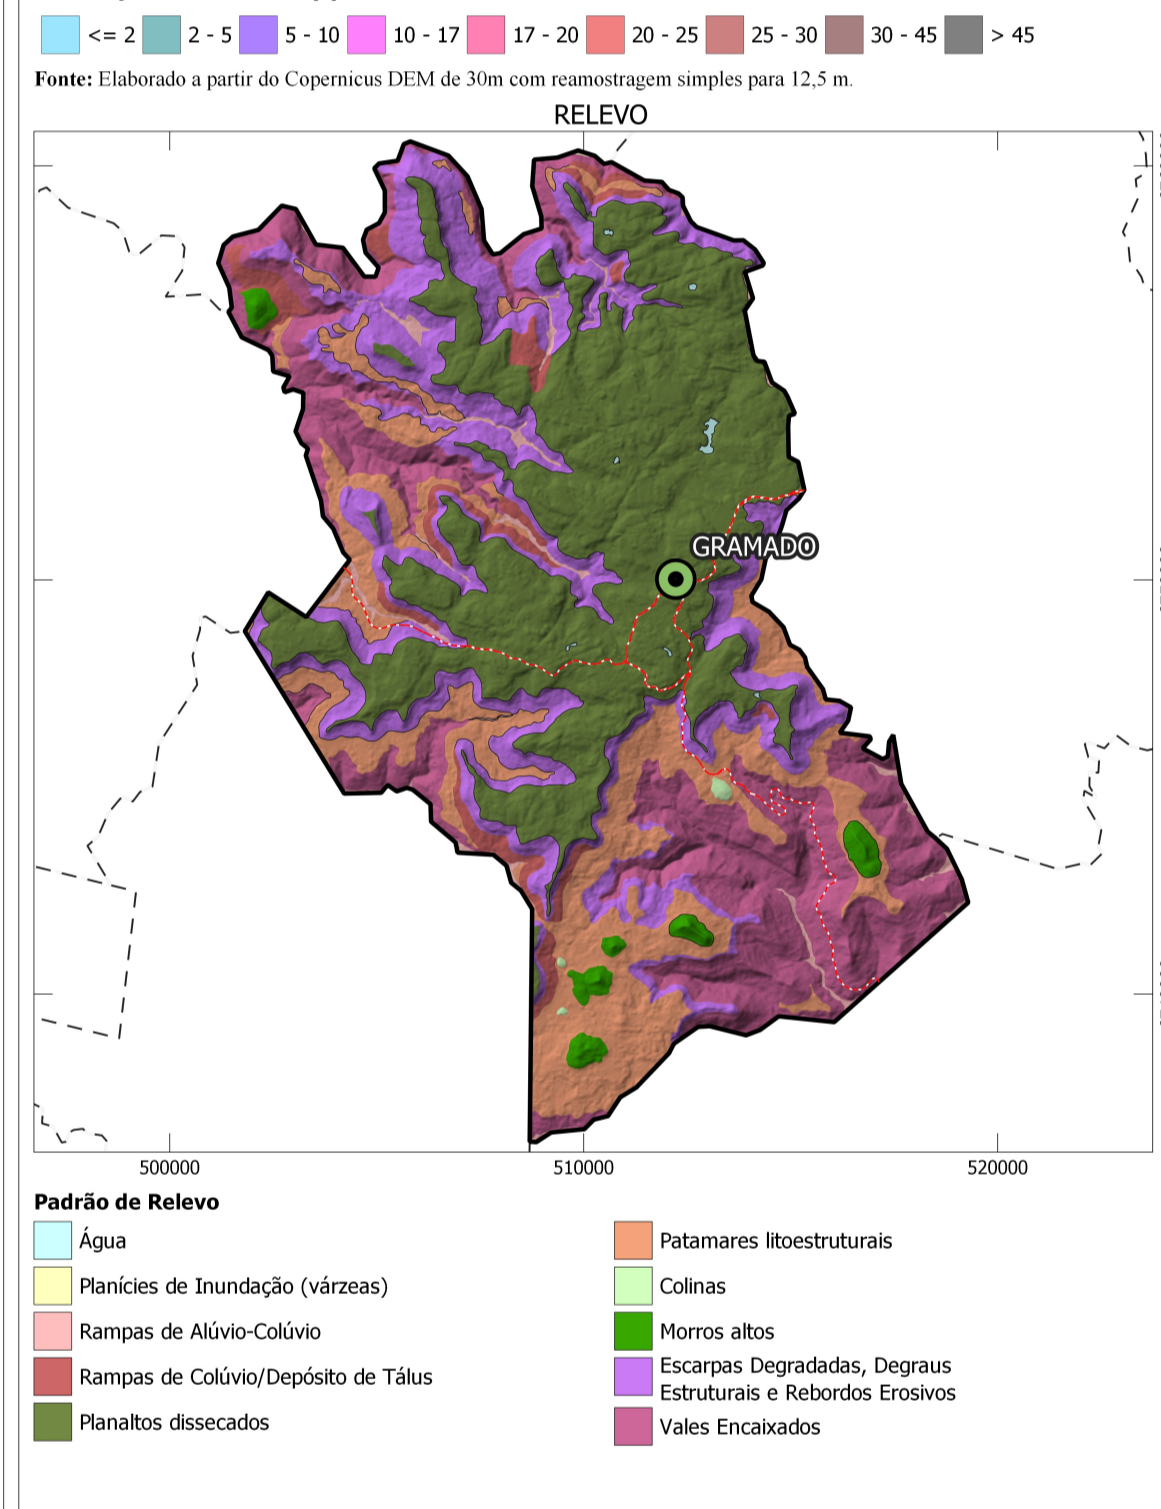 <= 2 2 - 5 5 - 10 10 - 17 17 - 20 20 - 25 25 - 30 30 - 45 > 45
Fonte: Elaborado a partir do Copernicus DEM de 30m com reamostragem simples para 12,5 m.
RELEVO
GRAMADO
500000 510000 520000
Padrão de Relevo
Água
Planícies de Inundação (várzeas)
Rampas de Alúvio-Colúvio
Rampas de Colúvio/Depósito de Tálus
Planaltos dissecados
Patamares litoestruturais
Colinas
Morros altos
Escarpas Degradadas, Degraus
Estruturais e Rebordos Erosivos
Vales Encaixados